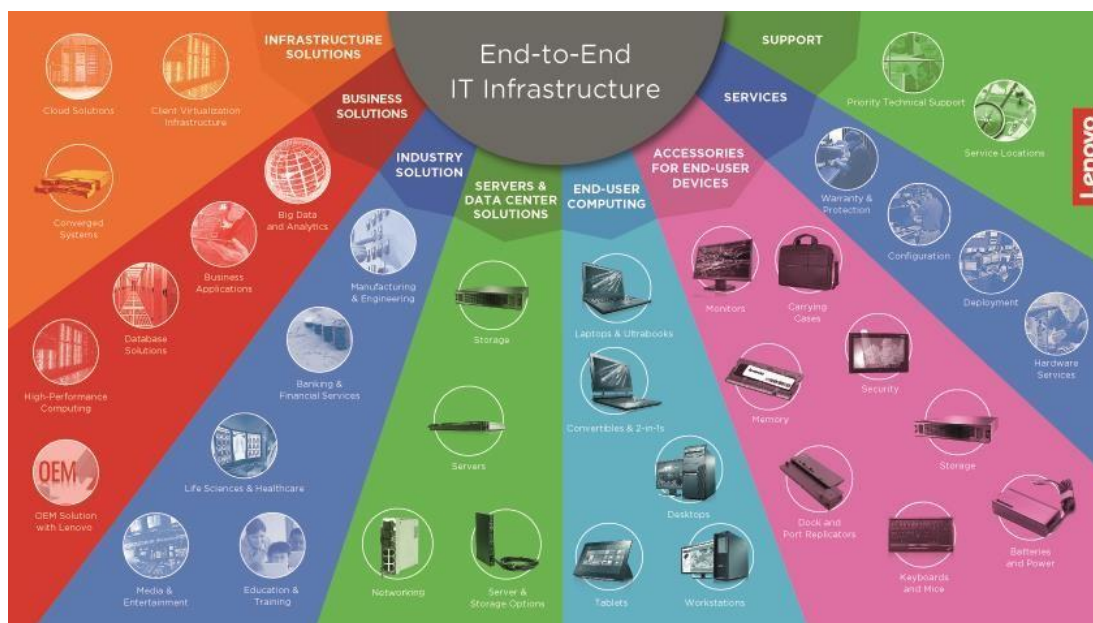 End-to-End
IT Infrastructure
INFRASTRUCTURE
SOLUTIONS
Cloud Solutions
Client Virtualization
Infrastructure
Converged
Systems
BUSINESS
SOLUTIONS
Big Data
and Analytics
Business
Applications
Database
Solutions
High-Performance
Computing
OEM
OEM Solution
with Lenovo
INDUSTRY
SOLUTION
Manufacturing
& Engineering
Banking &
Financial Services
Life Sciences & Healthcare
Media &
Entertainment
Education &
Training
SERVERS &
DATA CENTER
SOLUTIONS
Storage
Servers
Networking
Server &
Storage Options
END-USER
COMPUTING
Laptops & Ultrabooks
Convertibles & 2-in-1s
Desktops
Tablets
Workstations
ACCESSORIES
FOR END-USER
DEVICES
Monitors
Carrying
Cases
Memory
Security
Storage
Dock and
Port Replicators
Keyboards
and Mice
Batteries
and Power
SERVICES
Warranty &
Protection
Configuration
Deployment
Hardware
Services
SUPPORT
Priority Technical Support
Service Locations
Lenovo